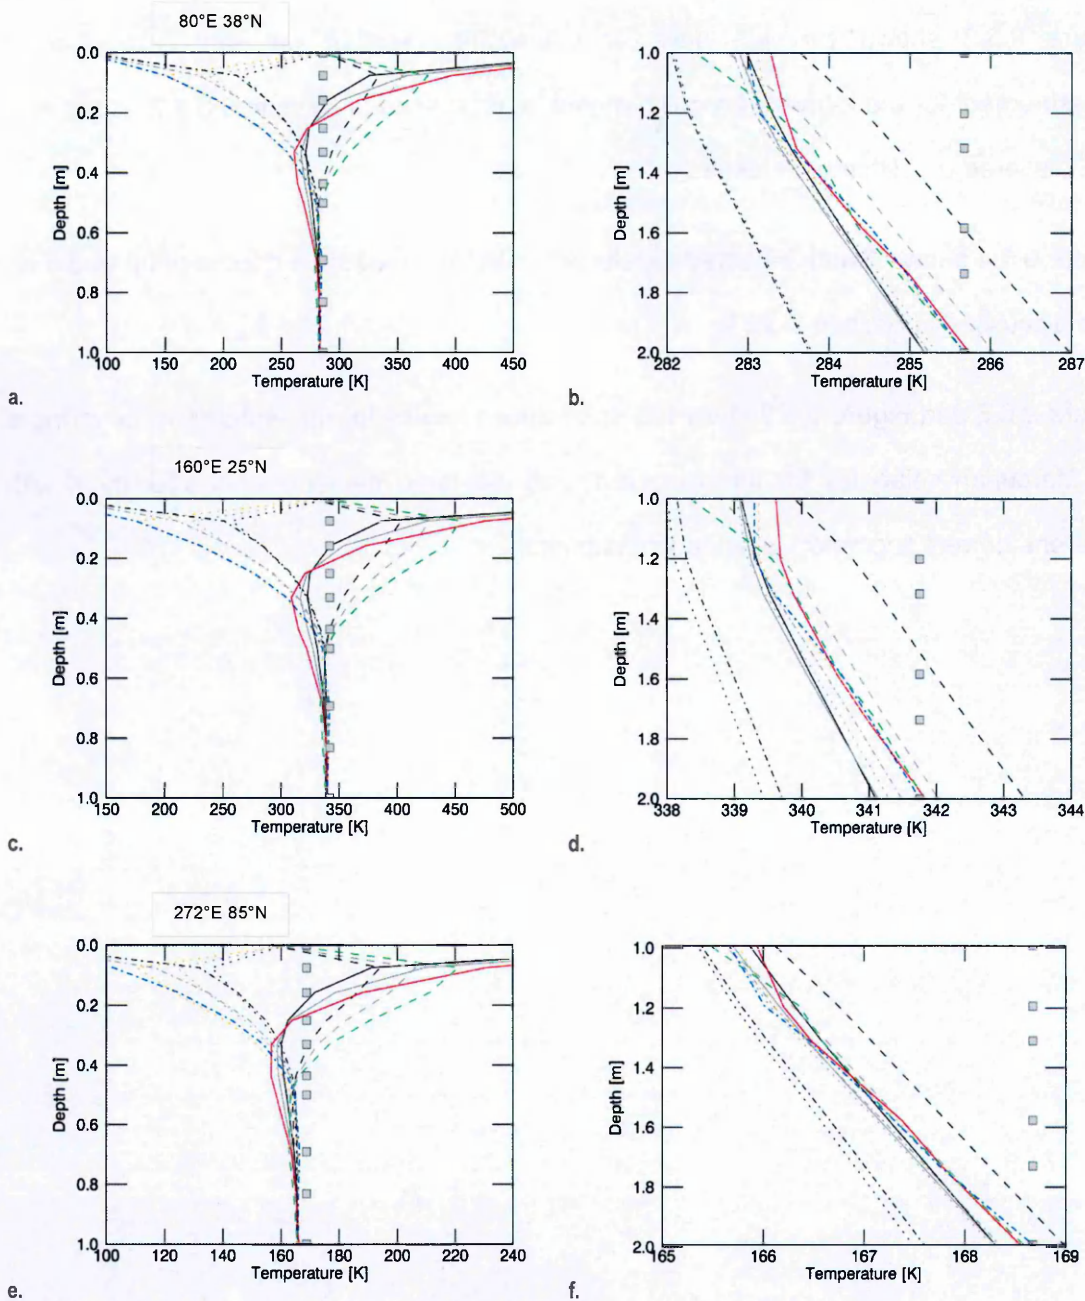 80°E 38°N
0.0
0.2
0.4
0.6
0.8
1.0
Depth [m]
100 150 200 250 300 350 400 450
Temperature [K]
a.
1.0
1.2
1.4
1.6
1.8
2.0
Depth [m]
282 283 284 285 286 287
Temperature [K]
b.
160°E 25°N
0.0
0.2
0.4
0.6
0.8
1.0
Depth [m]
150 200 250 300 350 400 450 500
Temperature [K]
c.
1.0
1.2
1.4
1.6
1.8
2.0
Depth [m]
338 339 340 341 342 343 344
Temperature [K]
d.
272°E 85°N
0.0
0.2
0.4
0.6
0.8
1.0
Depth [m]
100 120 140 160 180 200 220 240
Temperature [K]
e.
1.0
1.2
1.4
1.6
1.8
2.0
Depth [m]
165 166 167 168 169
Temperature [K]
f.